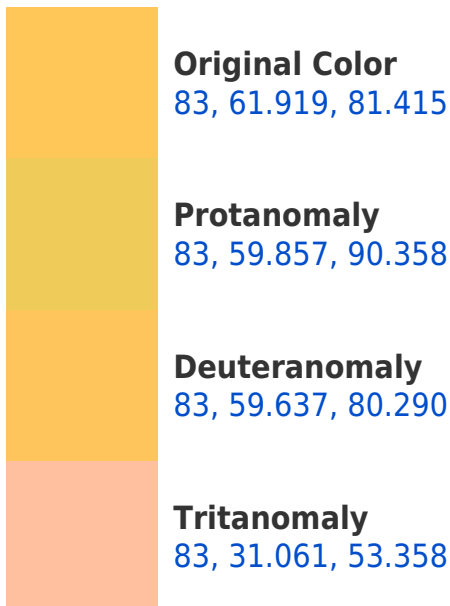 Original Color
83, 61.919, 81.415
Protanomaly
83, 59.857, 90.358
Deuteranomaly
83, 59.637, 80.290
Tritanomaly
83, 31.061, 53.358